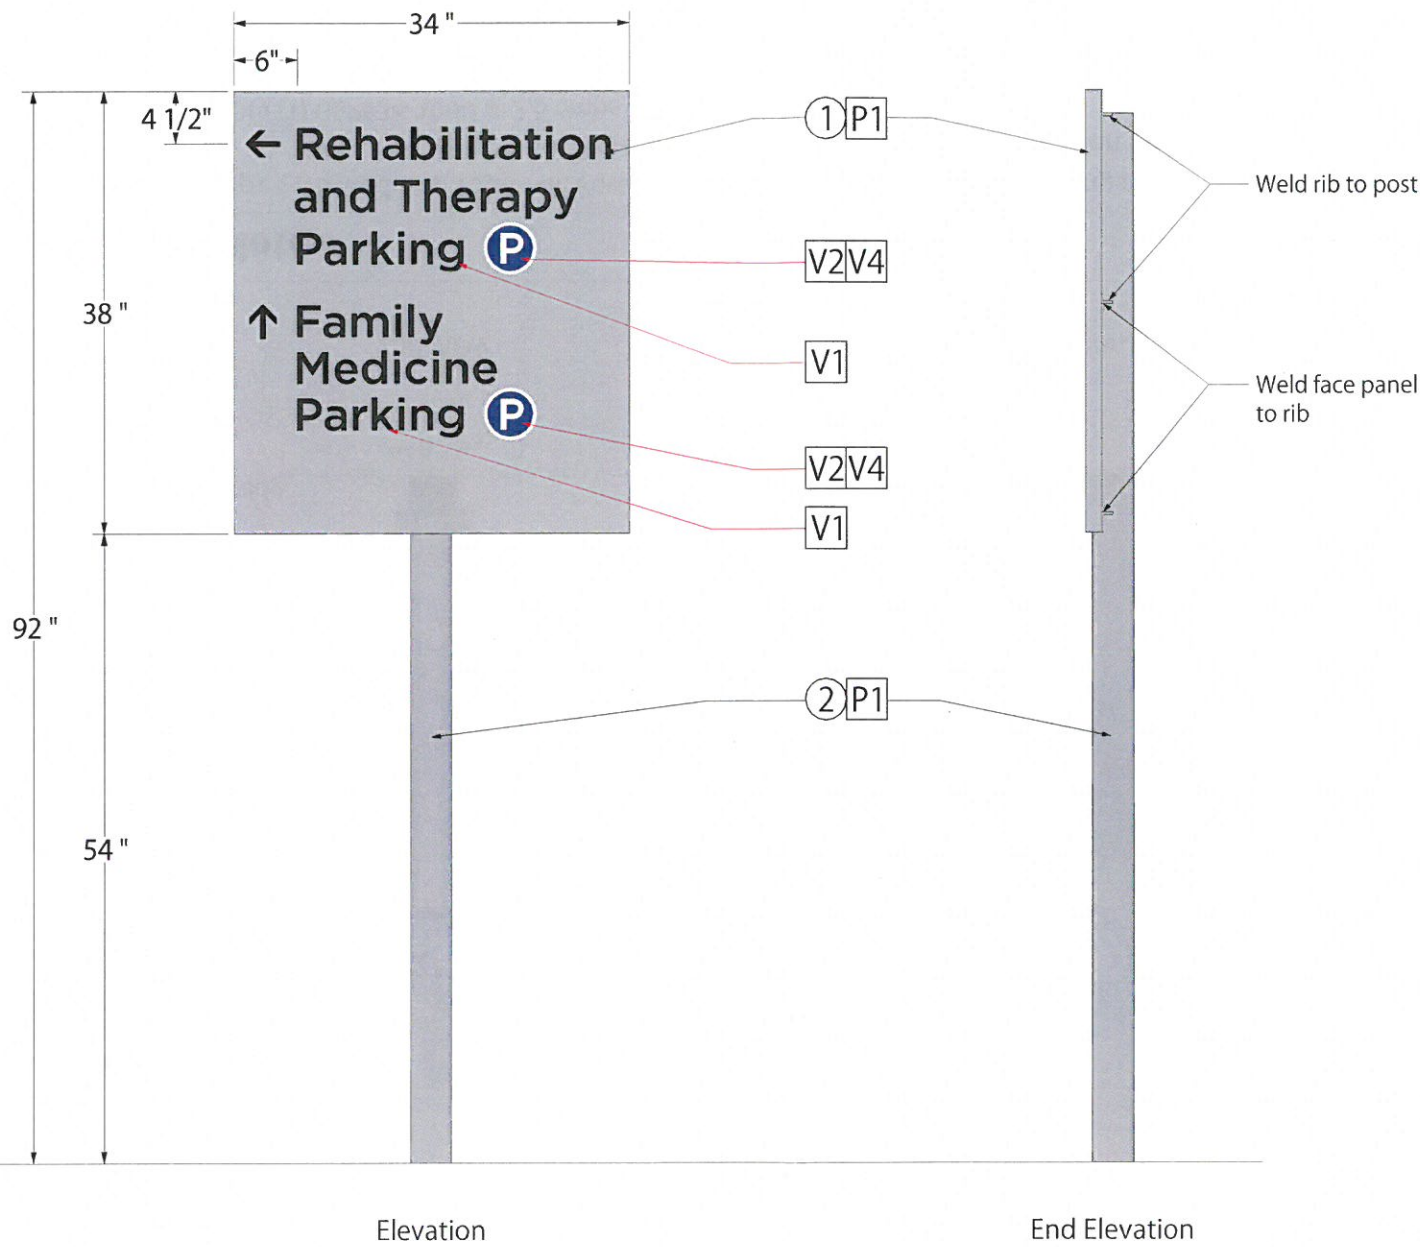 34 "
6"
4 1/2"
← Rehabilitation
and Therapy
Parking P
↑ Family
Medicine
Parking P
38 "
92 "
54 "
1 P1
V2 V4
V1
V2 V4
V1
2 P1
Weld rib to post
Weld face panel
to rib
Elevation
End Elevation